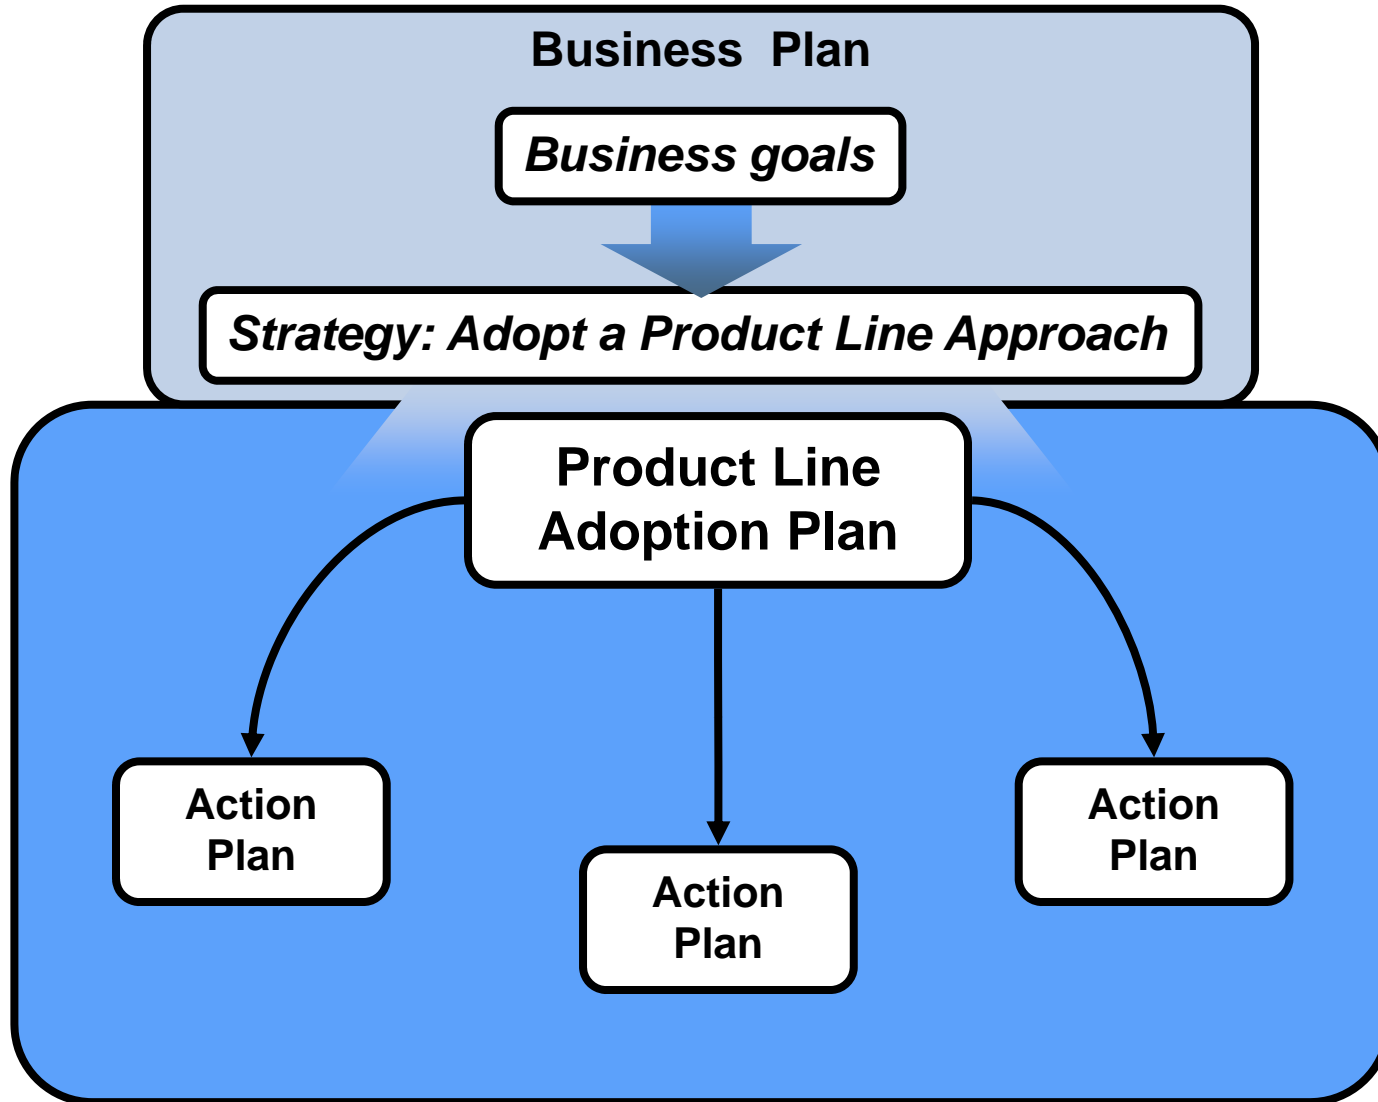 Business Plan
Business goals
Strategy: Adopt a Product Line Approach
Product Line
Adoption Plan
Action
Plan
Action
Plan
Action
Plan